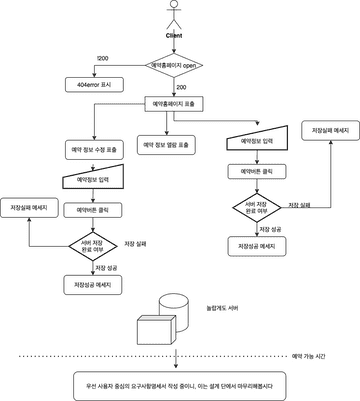 Client
예약홈페이지 open
!200
404error 표시
200
예약홈페이지 표출
예약 정보 수정 표출
예약 정보 열람 표출
예약정보 입력
저장실패 메세지
예약정보 입력
예약버튼 클릭
저장실패 메세지
예약버튼 클릭
서버 저장
완료 여부
저장 실패
서버 저장
완료 여부
저장 실패
저장 성공
저장성공 메세지
저장 성공
저장성공 메세지
놀람게도 서버
예약 가능 시간
우선 사용자 중심의 요구사항명세서 작성 중이니, 이는 설계 단에서 마무리해봅시다